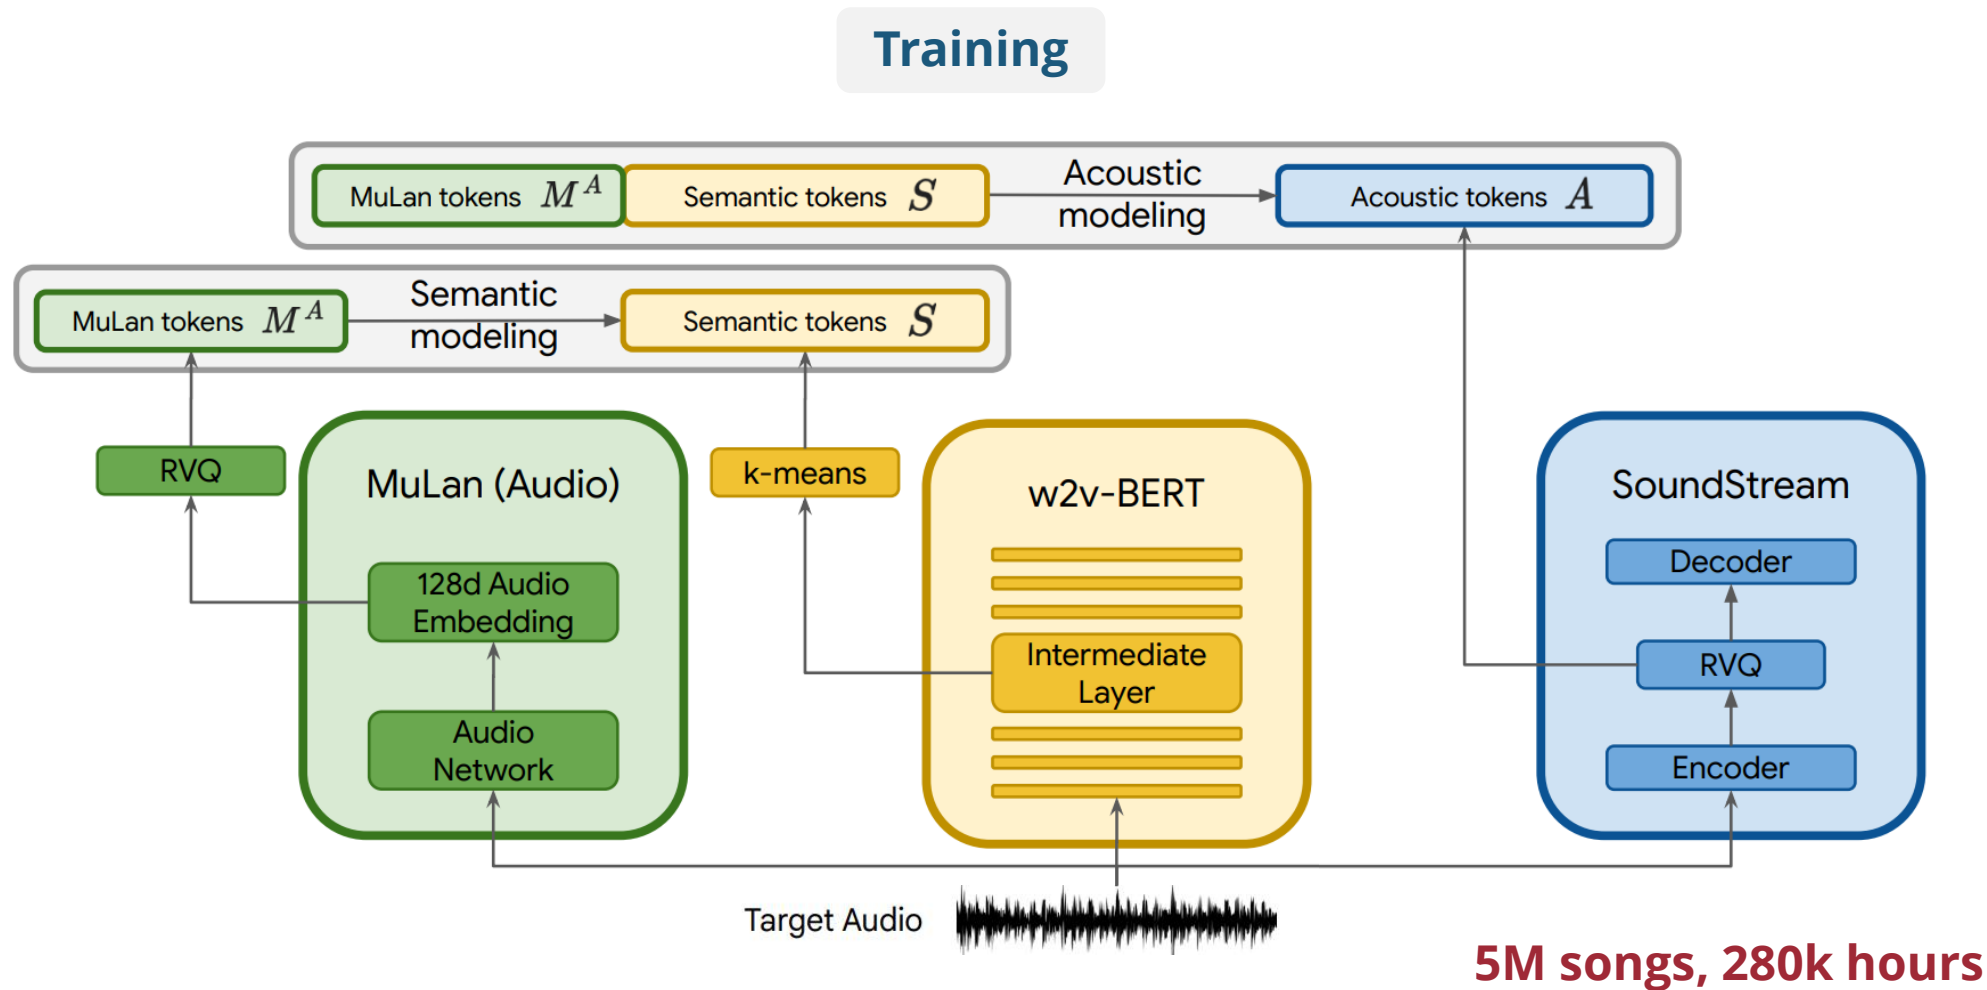 Training
MuLan tokens M^A
Semantic tokens S
Acoustic
modeling
Acoustic tokens A
MuLan tokens M^A
Semantic
modeling
Semantic tokens S
RVQ
MuLan (Audio)
128d Audio
Embedding
Audio
Network
k-means
w2v-BERT
Intermediate
Layer
SoundStream
Decoder
RVQ
Encoder
Target Audio
5M songs, 280k hours